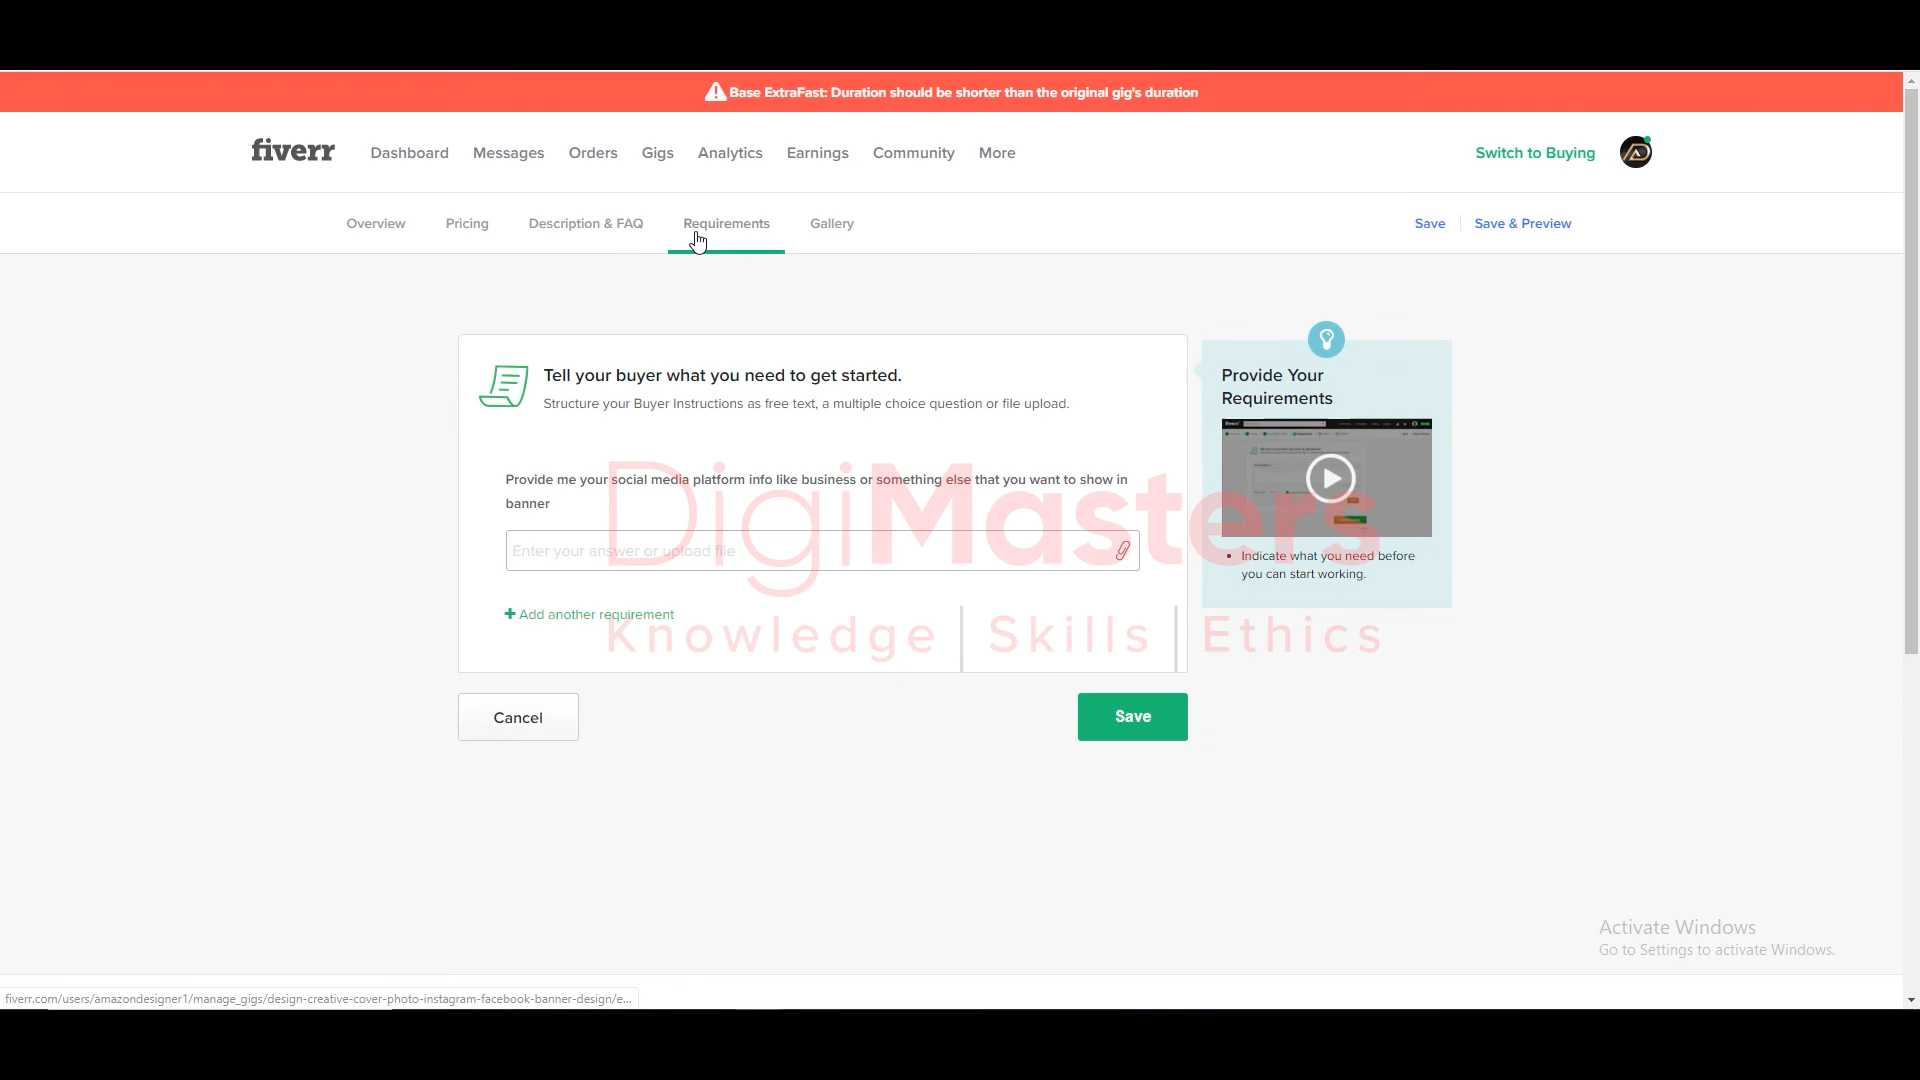 Base ExtraFast: Duration should be shorter than the original gig's duration
fiverr
Dashboard Messages Orders Gigs Analytics Earnings Community More
Switch to Buying
Overview Pricing Description & FAQ Requirements Gallery
Save Save & Preview
Tell your buyer what you need to get started.
Structure your Buyer Instructions as free text, a multiple choice question or file upload.
Provide me your social media platform info like business or something else that you want to show in
banner
Enter your answer or upload file
+ Add another requirement
Cancel
Save
Provide Your
Requirements
• Indicate what you need before
you can start working.
DigiMasters
Knowledge | Skills | Ethics
Activate Windows
Go to Settings to activate Windows.
fiverr.com/users/amazondesigner1/manage_gigs/design-creative-cover-photo-instagram-facebook-banner-design/e...